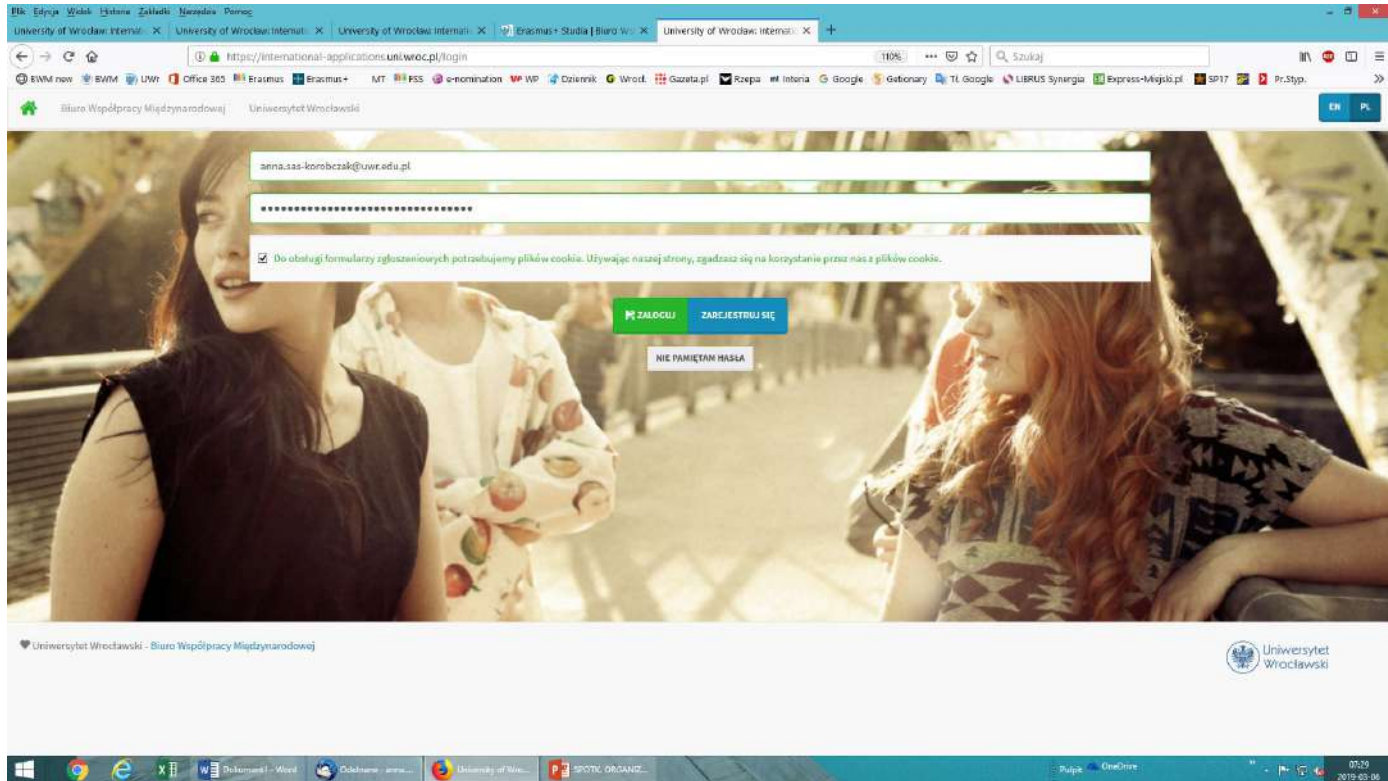 Plik Edycja Widok Historia Zakładki Narzędzia Pomoc
University of Wrocław: Internati X University of Wrocław: Internati X University of Wrocław: Internati X Erasmus + Studia | Biuro Ws X University of Wrocław: Internati X +
https://international-applications.uni.wroc.pl/login 110% ... Szukaj
BWM new BWM UWr Office 365 Erasmus Erasmus+ MT FSS e-nomination WP WP Dziennik G Wrocł. Gazeta.pl Rzepa Interia Google Getionary Tł. Google LIBRUS Synergia Express-Miejski.pl SP17 Pr.Styp.
Biuro Współpracy Międzynarodowej Uniwersytet Wrocławski EN PL
anna.sas-korobczak@uwr.edu.pl
Do obsługi formularzy zgłoszeniowych potrzebujemy plików cookie. Używając naszej strony, zgadzasz się na korzystanie przez nas z plików cookie.
ZALOGUJ ZAREJESTRUJ SIĘ
NIE PAMIĘTAM HASŁA
Uniwersytet Wrocławski - Biuro Współpracy Międzynarodowej
Uniwersytet
Wrocławski
Dokument1 - Word Odebrane - anna... University of Wro... SPOTK. ORGANIZ... Pulpit OneDrive 07:29
2019-03-06